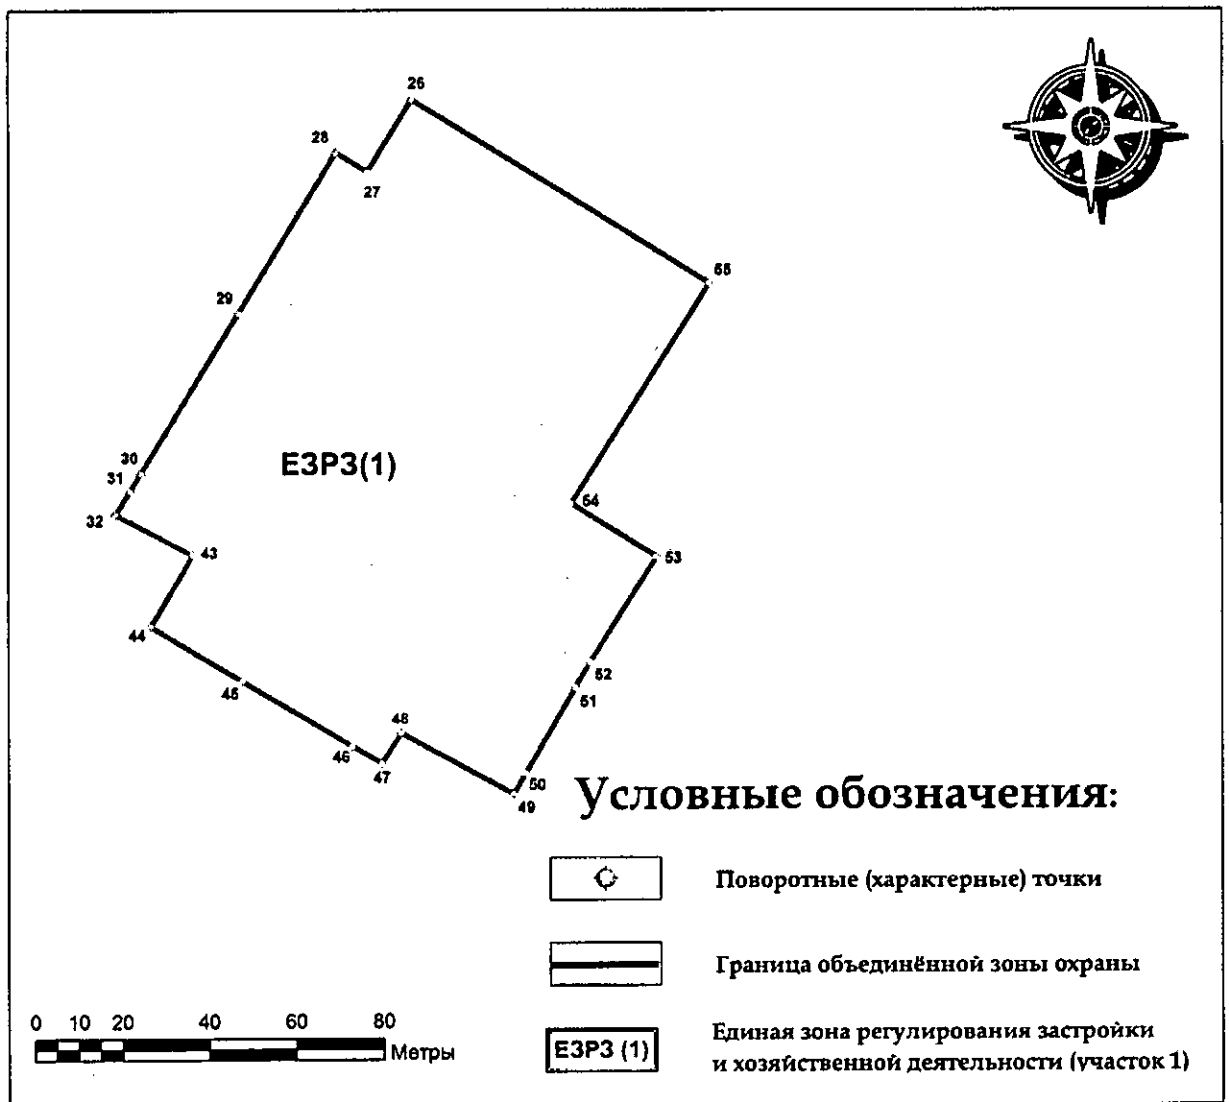 26
28
27
55
29
ЕЗРЗ(1)
30
31
32
54
43
53
44
52
45
51
48
46
47
50
49
Условные обозначения:
Поворотные (характерные) точки
Граница объединённой зоны охраны
0 10 20 40 60 80
Метры
ЕЗРЗ (1)
Единая зона регулирования застройки
и хозяйственной деятельности (участок 1)